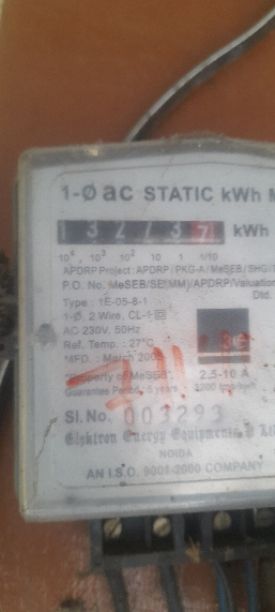 1-Ø ac STATIC kWh M
132737 kWh
10⁴ 10³ 10² 10 1 1/10
APDRP Project : APDRP / PKG-A / MeSEB / SHG/
P.O. No. MeSEB/SE(MM)/APDRP/Valuation
Dtd.
Type : 1E-05-8-1
1-Ø, 2 Wire, CL-1
AC 230V, 50Hz
Ref. Temp. : 27°C
MFD. : March 200
"Property of MeSEB" 2.5-10 A
Guarantee Period : 5 years 3200 imp/kwh
Sl. No. 003293
Elektron Energy Equipments
NOIDA
AN I.S.O. 9001-2000 COMPANY